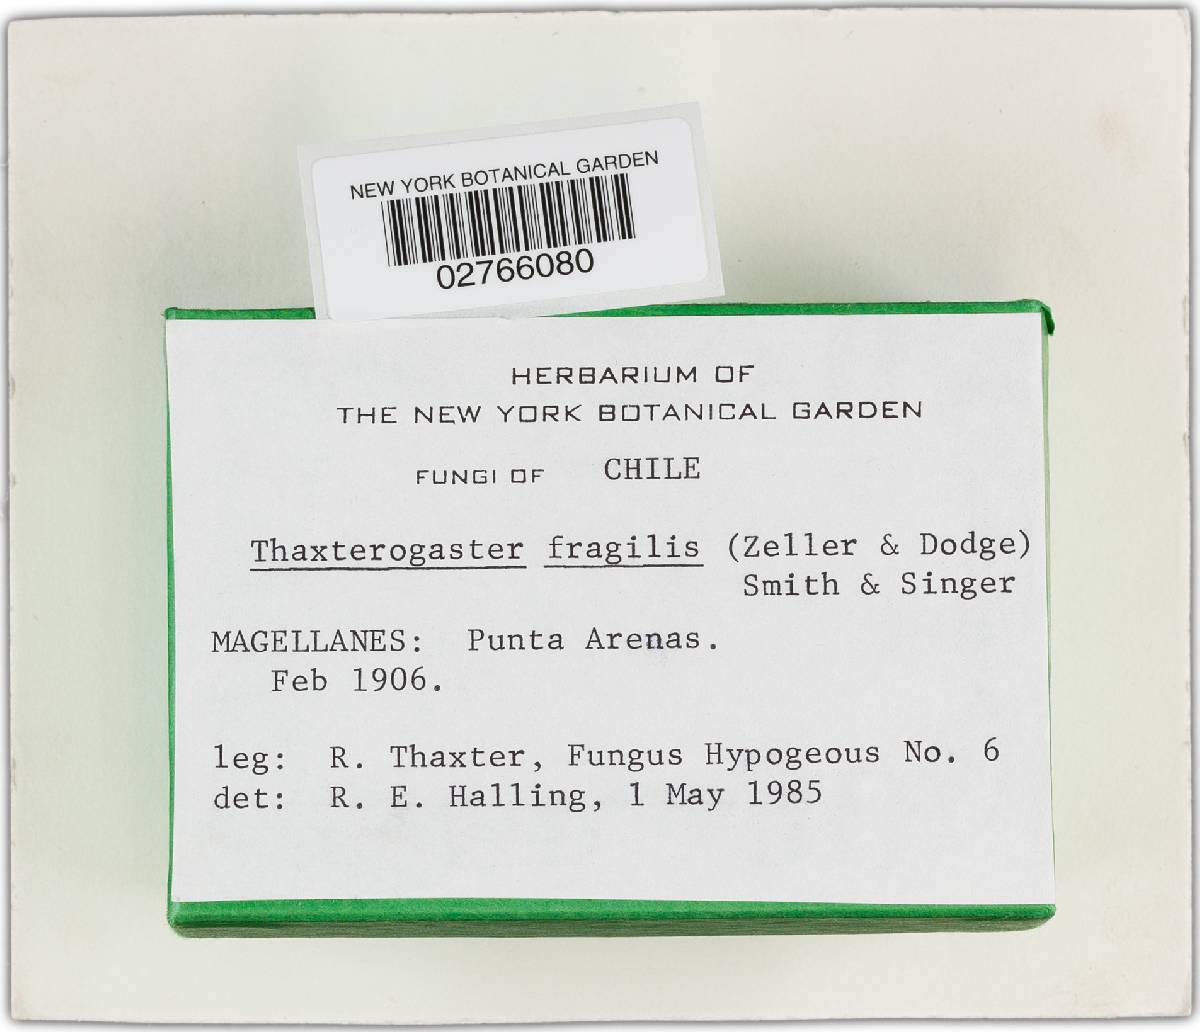 NEW YORK BOTANICAL GARDEN
02766080
HERBARIUM OF
THE NEW YORK BOTANICAL GARDEN
FUNGI OF CHILE
Thaxterogaster fragilis (Zeller & Dodge)
Smith & Singer
MAGELLANES: Punta Arenas.
Feb 1906.
leg: R. Thaxter, Fungus Hypogeous No. 6
det: R. E. Halling, 1 May 1985